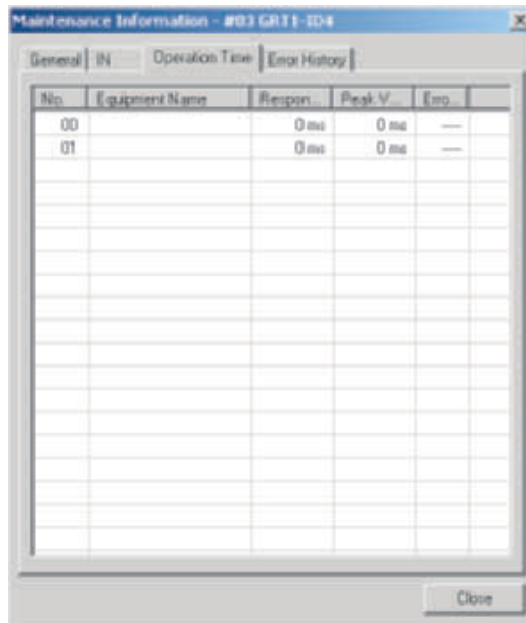 Maintenance Information - #03 GRT1-ID4
General IN Operation Time Error History
No. Equipment Name Respon... Peak V... Erro...
00 0 ms 0 ms ----
01 0 ms 0 ms ----
Close